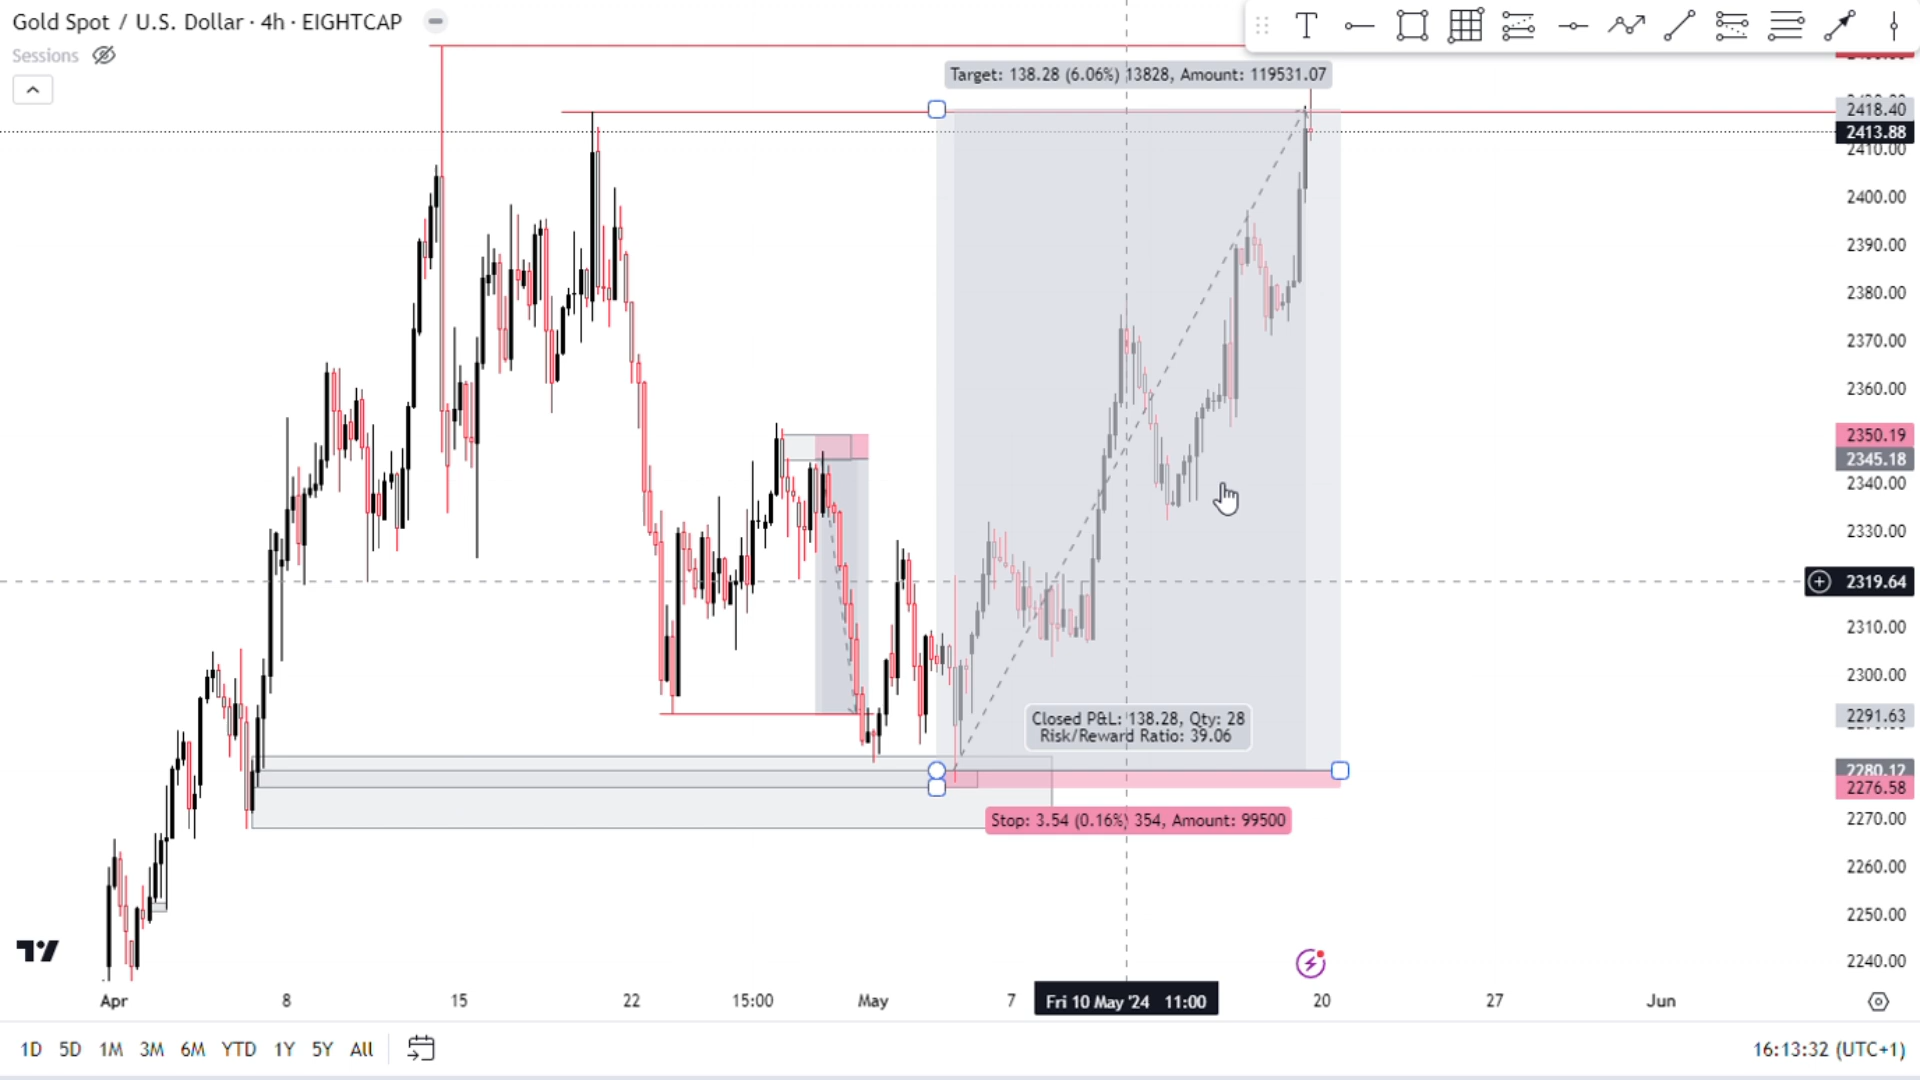 Gold Spot / U.S. Dollar · 4h · EIGHTCAP
Sessions
Target: 138.28 (6.06%) 13828, Amount: 119531.07
2418.40
2413.88
2410.00
2400.00
2390.00
2380.00
2370.00
2360.00
2350.19
2345.18
2340.00
2330.00
2319.64
2310.00
2300.00
2291.63
2280.12
2276.58
2270.00
2260.00
2250.00
2240.00
Closed P&L: 138.28, Qty: 28
Risk/Reward Ratio: 39.06
Stop: 3.54 (0.16%) 354, Amount: 99500
Apr 8 15 22 15:00 May 7 Fri 10 May '24 11:00 20 27 Jun
1D 5D 1M 3M 6M YTD 1Y 5Y All
16:13:32 (UTC+1)